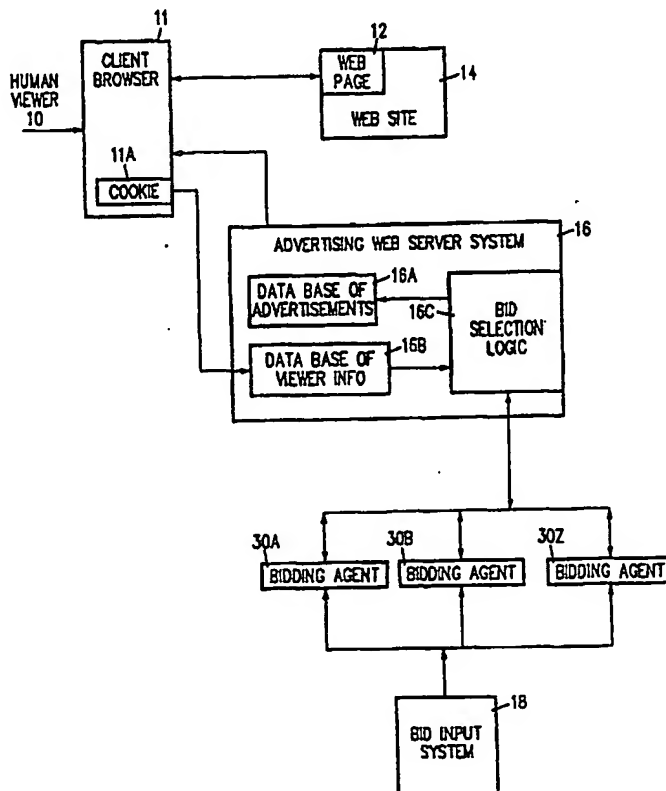 11
CLIENT
BROWSER
HUMAN
VIEWER
10
11A
COOKIE
12
WEB
PAGE
14
WEB SITE
16
ADVERTISING WEB SERVER SYSTEM
16A
DATA BASE OF
ADVERTISEMENTS
16C
BID
SELECTION
LOGIC
16B
DATA BASE OF
VIEWER INFO
30A
BIDDING AGENT
30B
BIDDING AGENT
30Z
BIDDING AGENT
18
BID INPUT
SYSTEM